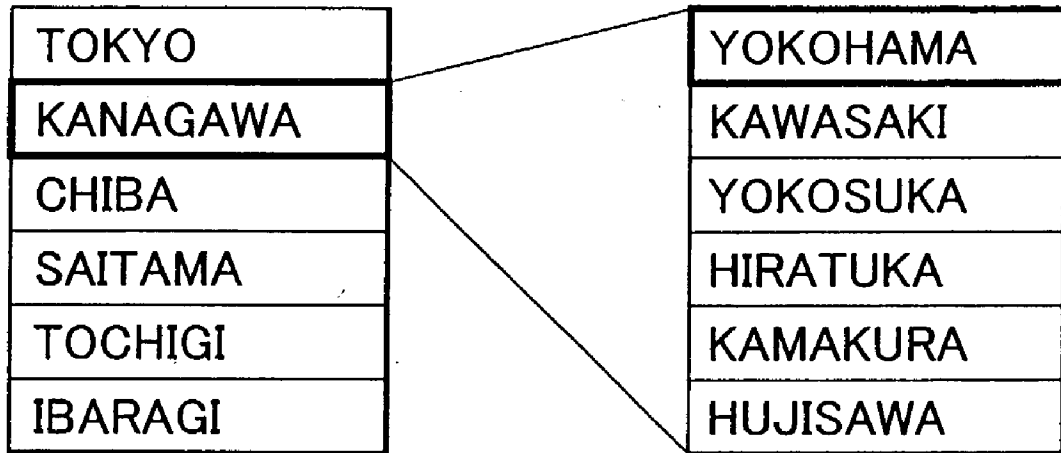 TOKYO
KANAGAWA
CHIBA
SAITAMA
TOCHIGI
IBARAGI
YOKOHAMA
KAWASAKI
YOKOSUKA
HIRATUKA
KAMAKURA
HUJISAWA